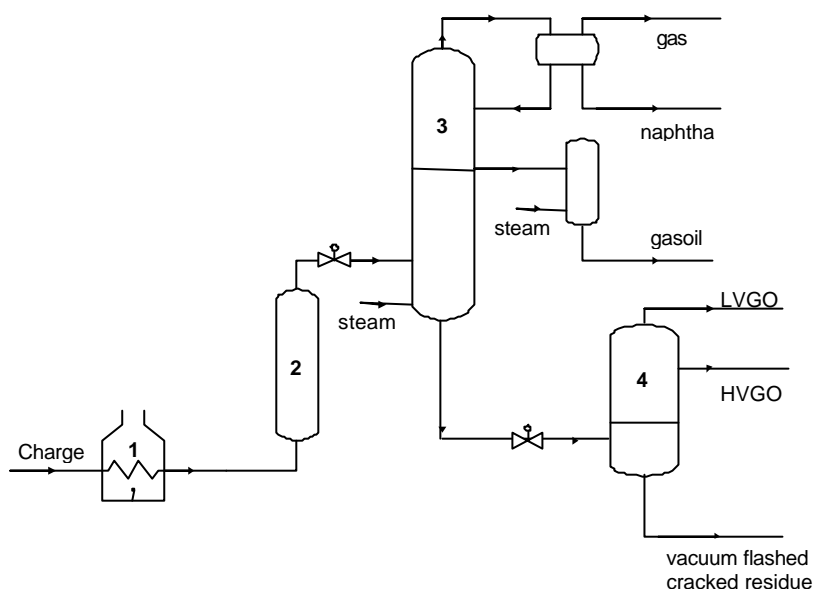 gas
3
naphtha
steam
gasoil
steam
LVGO
2
4
HVGO
Charge
1
vacuum flashed
cracked residue